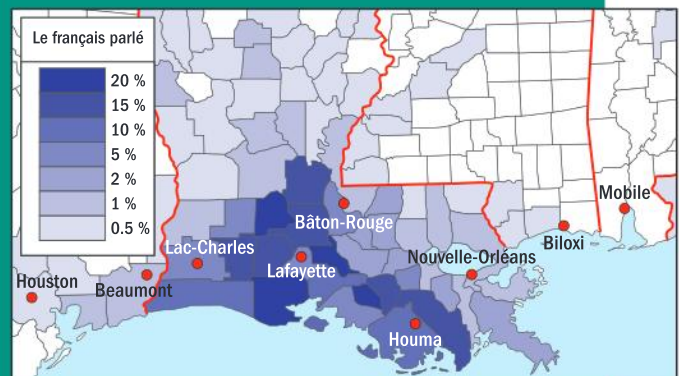 Le français parlé
20 %
15 %
10 %
5 %
2 %
1 %
0.5 %
Mobile
Bâton-Rouge
Biloxi
Lac-Charles
Nouvelle-Orléans
Lafayette
Houston
Beaumont
Houma